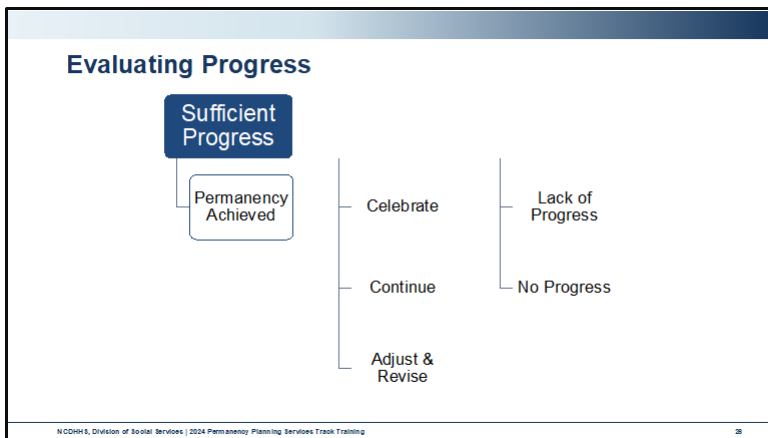 Evaluating Progress
Sufficient
Progress
Permanency
Achieved
Celebrate
Continue
Adjust &
Revise
Lack of
Progress
No Progress
NCDHHS, Division of Social Services | 2024 Permanency Planning Services Track Training
28